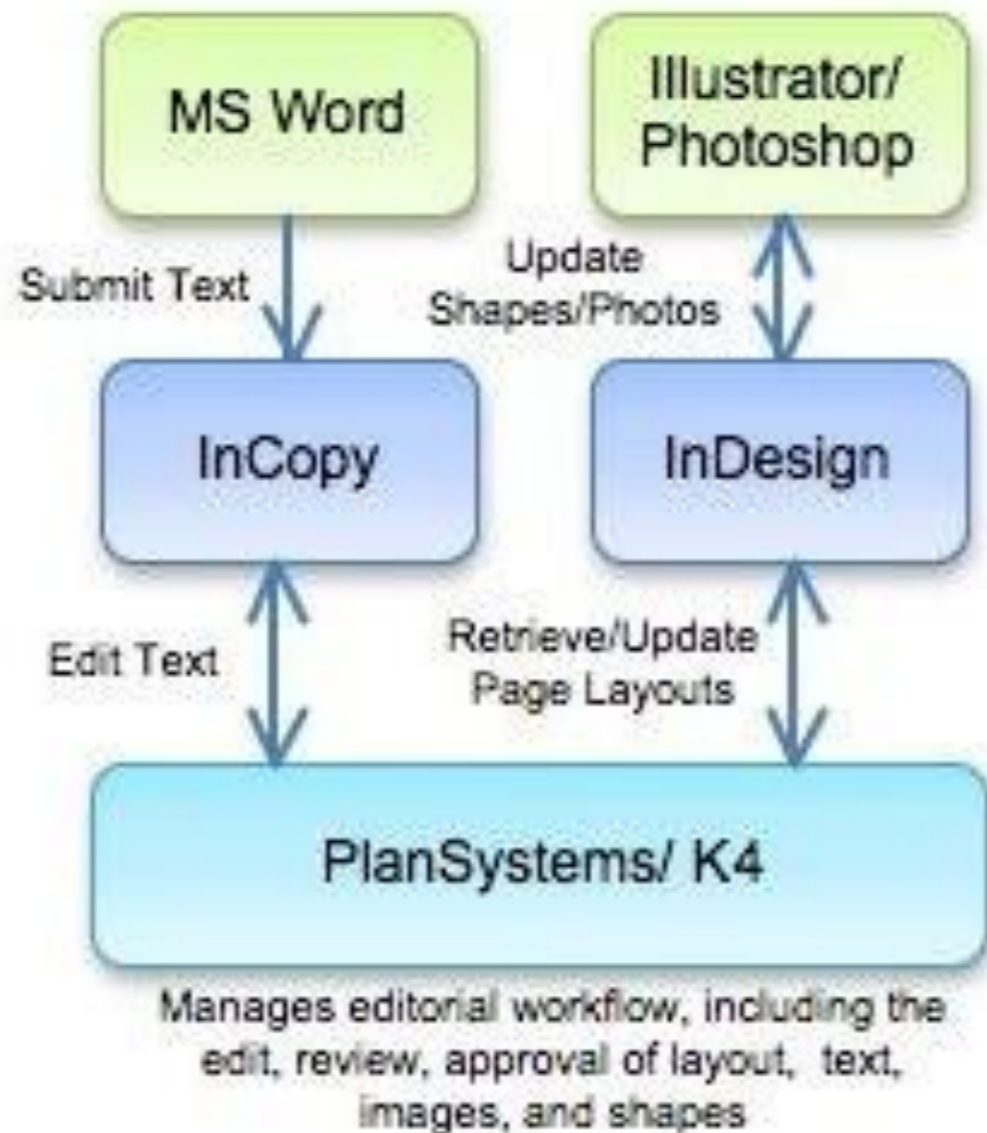 MS Word
Illustrator/
Photoshop
Submit Text
Update
Shapes/Photos
InCopy
InDesign
Edit Text
Retrieve/Update
Page Layouts
PlanSystems/ K4
Manages editorial workflow, including the
edit, review, approval of layout, text,
images, and shapes